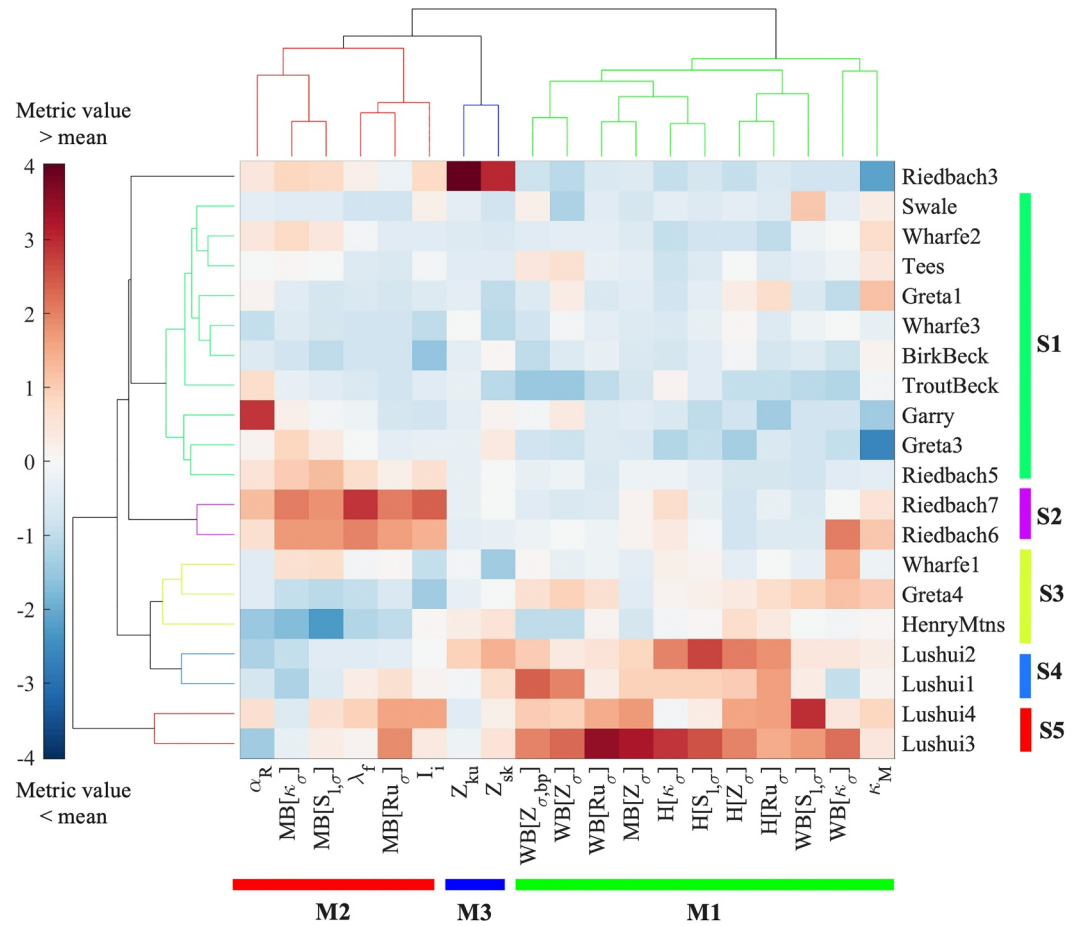 Metric value
> mean
4
3
2
1
0
-1
-2
-3
-4
Metric value
< mean
Riedbach3
Swale
Wharfe2
Tees
Greta1
Wharfe3
BirkBeck
TroutBeck
Garry
Greta3
Riedbach5
Riedbach7
Riedbach6
Wharfe1
Greta4
HenryMtns
Lushui2
Lushui1
Lushui4
Lushui3
S1
S2
S3
S4
S5
α_R
MB[κ_σ]
MB[S_l,σ]
λ_f
MB[Ru_σ]
I_i
Z_ku
Z_sk
WB[Z_σ,bp]
WB[Z_σ]
WB[Ru_σ]
MB[Z_σ]
H[κ_σ]
H[S_l,σ]
H[Z_σ]
H[Ru_σ]
WB[S_l,σ]
WB[κ_σ]
κ_M
M2
M3
M1